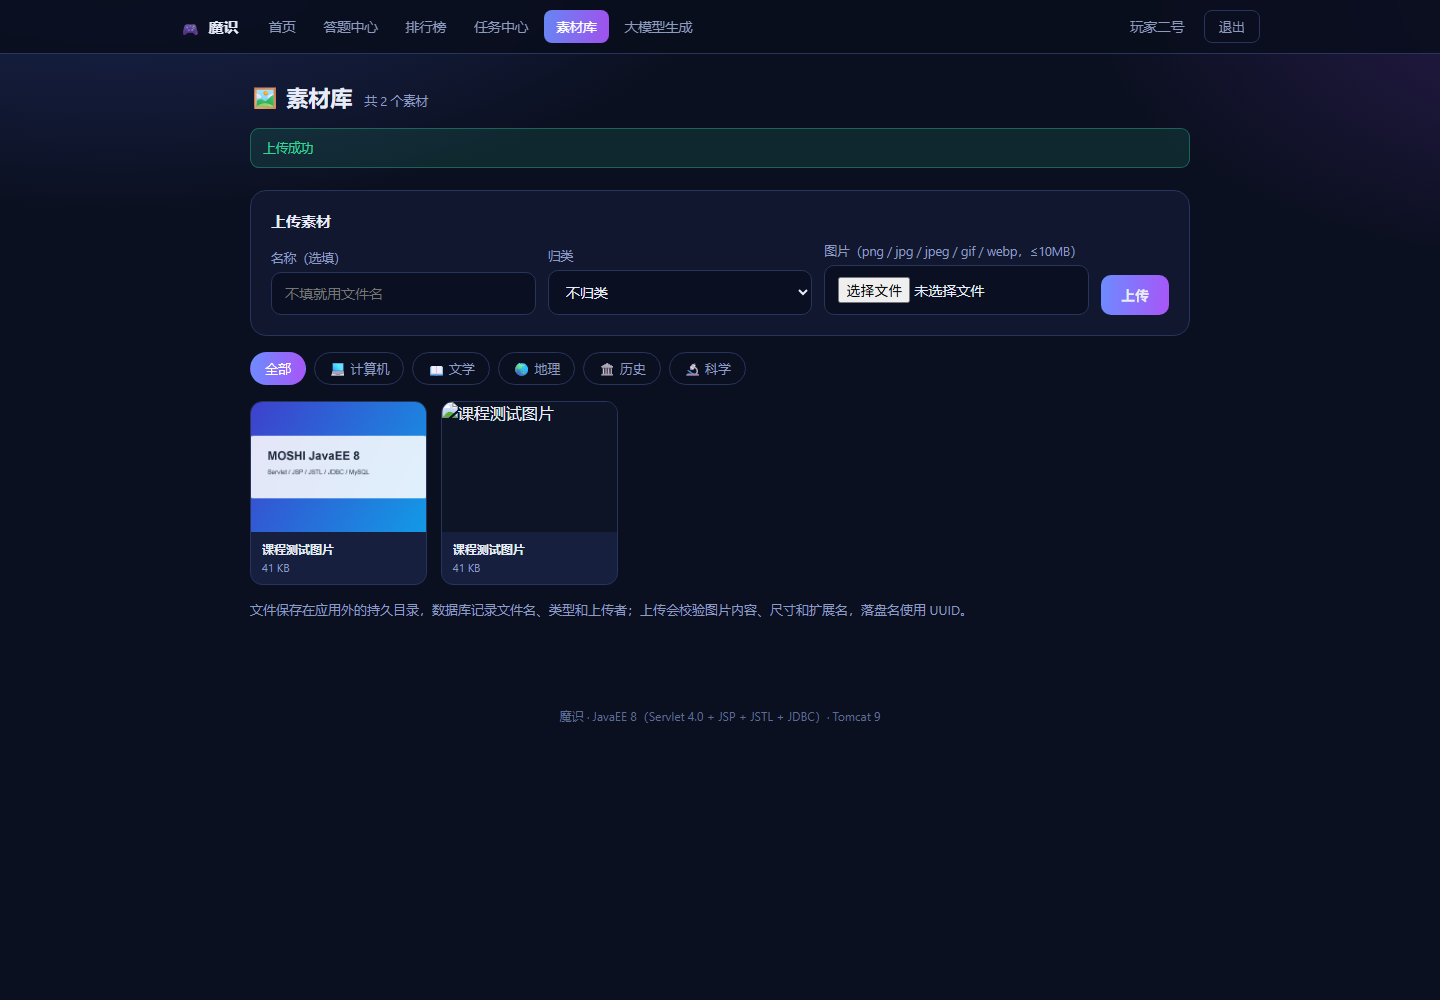 魔识 首页 答题中心 排行榜 任务中心 素材库 大模型生成 玩家二号 退出
素材库 共 2 个素材
上传成功
上传素材
名称（选填）
不填就用文件名
归类
不归类
图片（png / jpg / jpeg / gif / webp，≤10MB）
选择文件 未选择文件
上传
全部 计算机 文学 地理 历史 科学
MOSHI JavaEE 8
Servlet / JSP / JSTL / JDBC / MySQL
课程测试图片
41 KB
课程测试图片
课程测试图片
41 KB
文件保存在应用外的持久目录，数据库记录文件名、类型和上传者；上传会校验图片内容、尺寸和扩展名，落盘名使用 UUID。
魔识 · JavaEE 8（Servlet 4.0 + JSP + JSTL + JDBC）· Tomcat 9